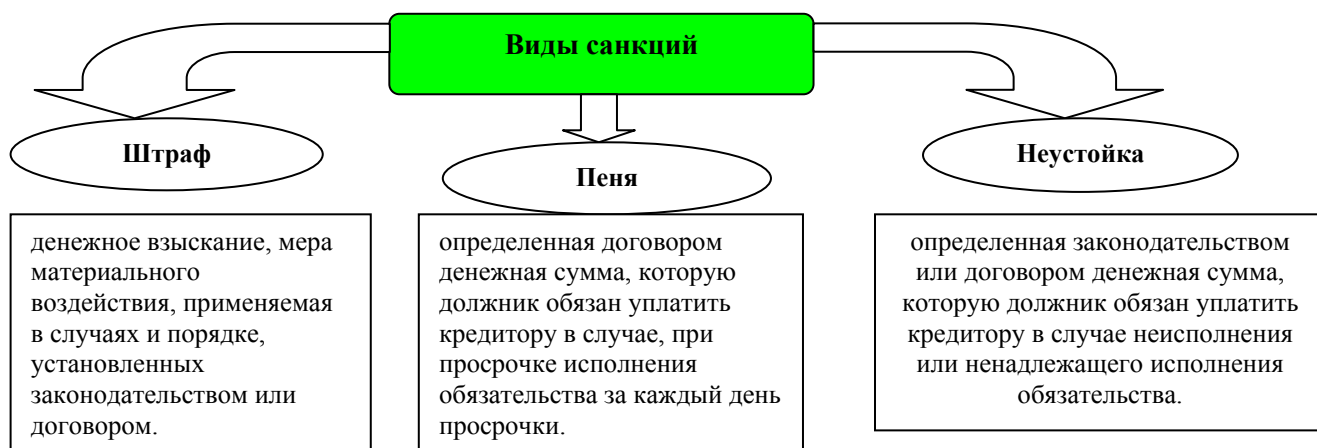 Виды санкций
Штраф
Пеня
Неустойка
денежное взыскание, мера
материального
воздействия, применяемая
в случаях и порядке,
установленных
законодательством или
договором.
определенная договором
денежная сумма, которую
должник обязан уплатить
кредитору в случае, при
просрочке исполнения
обязательства за каждый день
просрочки.
определенная законодательством
или договором денежная сумма,
которую должник обязан уплатить
кредитору в случае неисполнения
или ненадлежащего исполнения
обязательства.